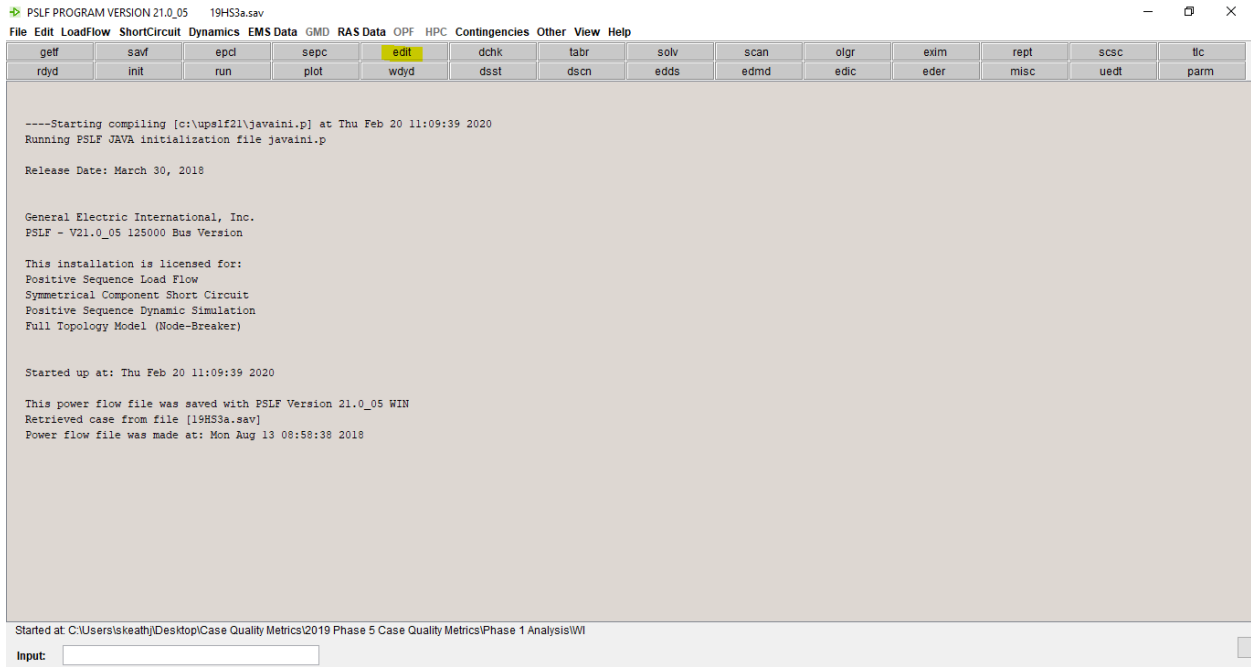 PSLF PROGRAM VERSION 21.0_05 19HS3a.sav
File Edit LoadFlow ShortCircuit Dynamics EMS Data GMD RAS Data OPF HPC Contingencies Other View Help
getf savf epcl sepc edit dchk tabr solv scan olgr exim rept scsc tlc
rdyd init run plot wdyd dsst dscn edds edmd edic eder misc uedt parm
----Starting compiling [c:\upslf21\javaini.p] at Thu Feb 20 11:09:39 2020
Running PSLF JAVA initialization file javaini.p
Release Date: March 30, 2018
General Electric International, Inc.
PSLF - V21.0_05 125000 Bus Version
This installation is licensed for:
Positive Sequence Load Flow
Symmetrical Component Short Circuit
Positive Sequence Dynamic Simulation
Full Topology Model (Node-Breaker)
Started up at: Thu Feb 20 11:09:39 2020
This power flow file was saved with PSLF Version 21.0_05 WIN
Retrieved case from file [19HS3a.sav]
Power flow file was made at: Mon Aug 13 08:58:38 2018
Started at: C:\Users\skeathj\Desktop\Case Quality Metrics\2019 Phase 5 Case Quality Metrics\Phase 1 Analysis\WI
Input: